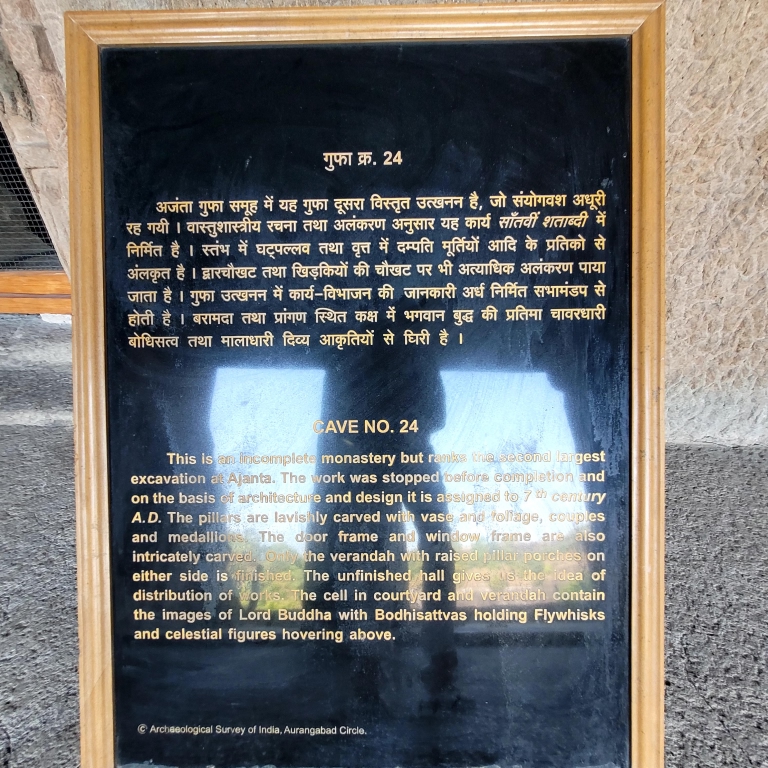 गुफा क्र. 24
अजंता गुफा समूह में यह गुफा दूसरा विस्तृत उत्खनन है, जो संयोगवश अधूरी
रह गयी । वास्तुशास्त्रीय रचना तथा अलंकरण अनुसार यह कार्य साँतवीं शताब्दी में
निर्मित है । स्तंभ में घट्पल्लव तथा वृत्त में दम्पति मूर्तियों आदि के प्रतिको से
अंलकृत है । द्वारचौखट तथा खिड़कियों की चौखट पर भी अत्याधिक अलंकरण पाया
जाता है । गुफा उत्खनन में कार्य-विभाजन की जानकारी अर्ध निर्मित सभामंडप से
होती है । बरामदा तथा प्रांगण स्थित कक्ष में भगवान बुद्ध की प्रतिमा चावरधारी
बोधिसत्व तथा मालाधारी दिव्य आकृतियों से घिरी है ।
CAVE NO. 24
This is an incomplete monastery but ranks the second largest
excavation at Ajanta. The work was stopped before completion and
on the basis of architecture and design it is assigned to 7 th century
A.D. The pillars are lavishly carved with vase and foliage, couples
and medallions. The door frame and window frame are also
intricately carved. Only the verandah with raised pillar porches on
either side is finished. The unfinished hall gives us the idea of
distribution of works. The cell in courtyard and verandah contain
the images of Lord Buddha with Bodhisattvas holding Flywhisks
and celestial figures hovering above.
© Archaeological Survey of India, Aurangabad Circle.